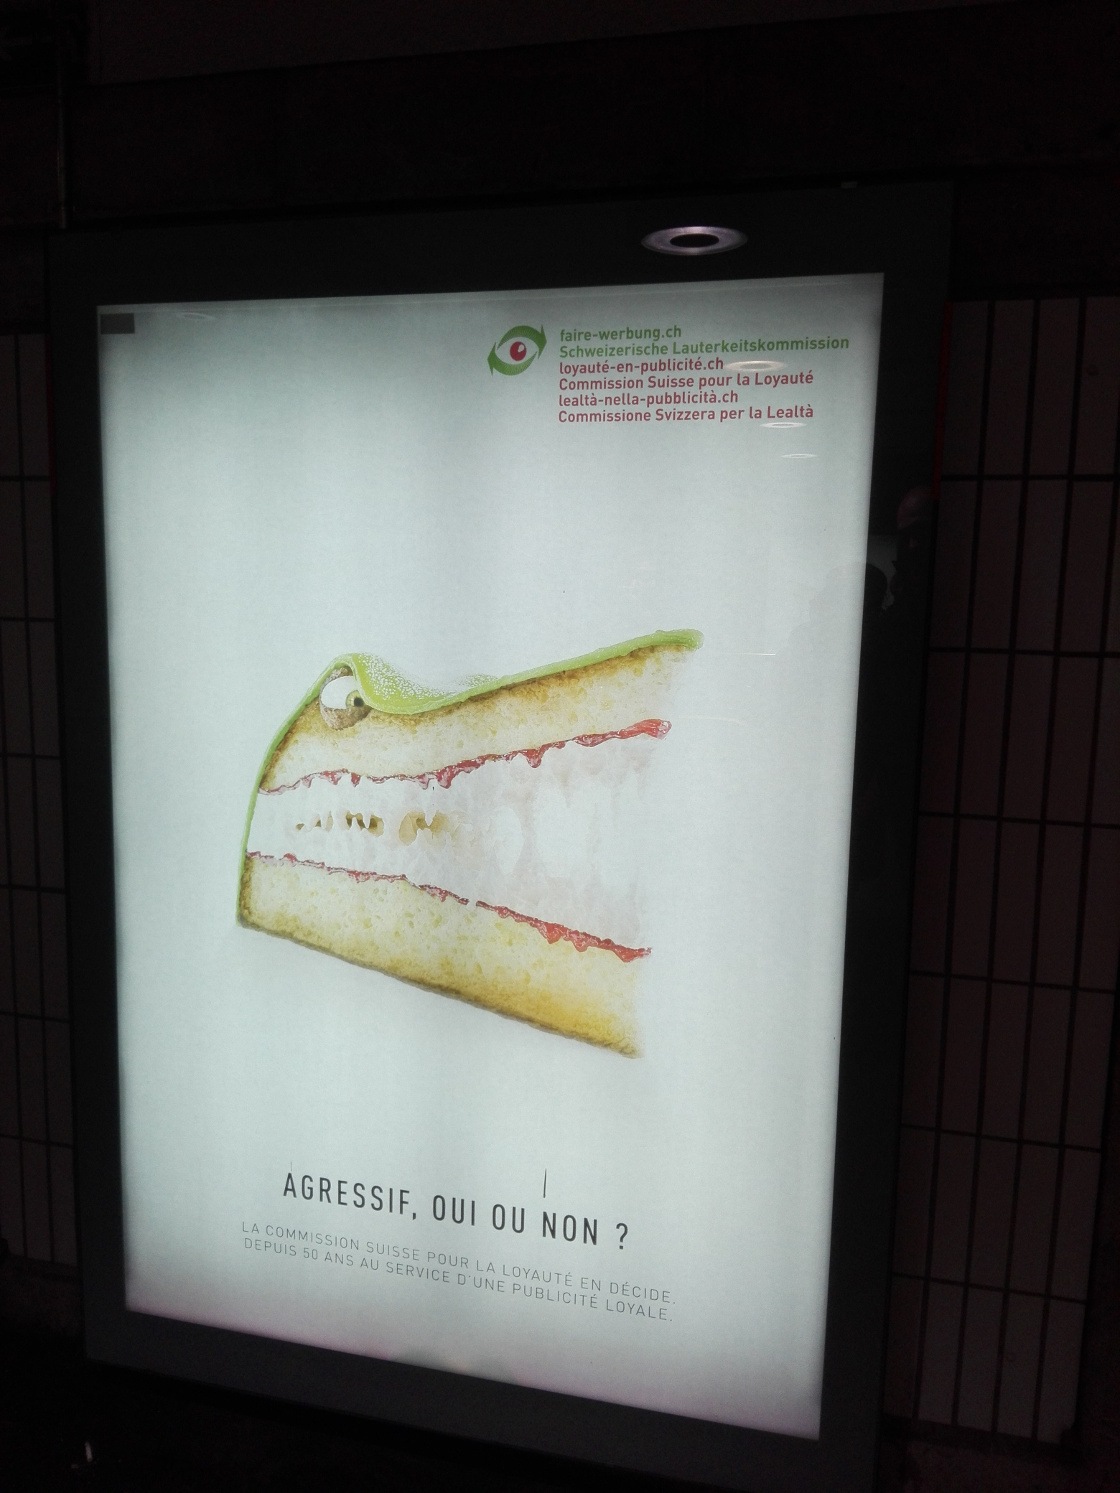 faire-werbung.ch
Schweizerische Lauterkeitskommission
loyauté-en-publicité.ch
Commission Suisse pour la Loyauté
lealtà-nella-pubblicità.ch
Commissione Svizzera per la Lealtà
AGRESSIF, OUI OU NON ?
LA COMMISSION SUISSE POUR LA LOYAUTÉ EN DÉCIDE.
DEPUIS 50 ANS AU SERVICE D'UNE PUBLICITÉ LOYALE.